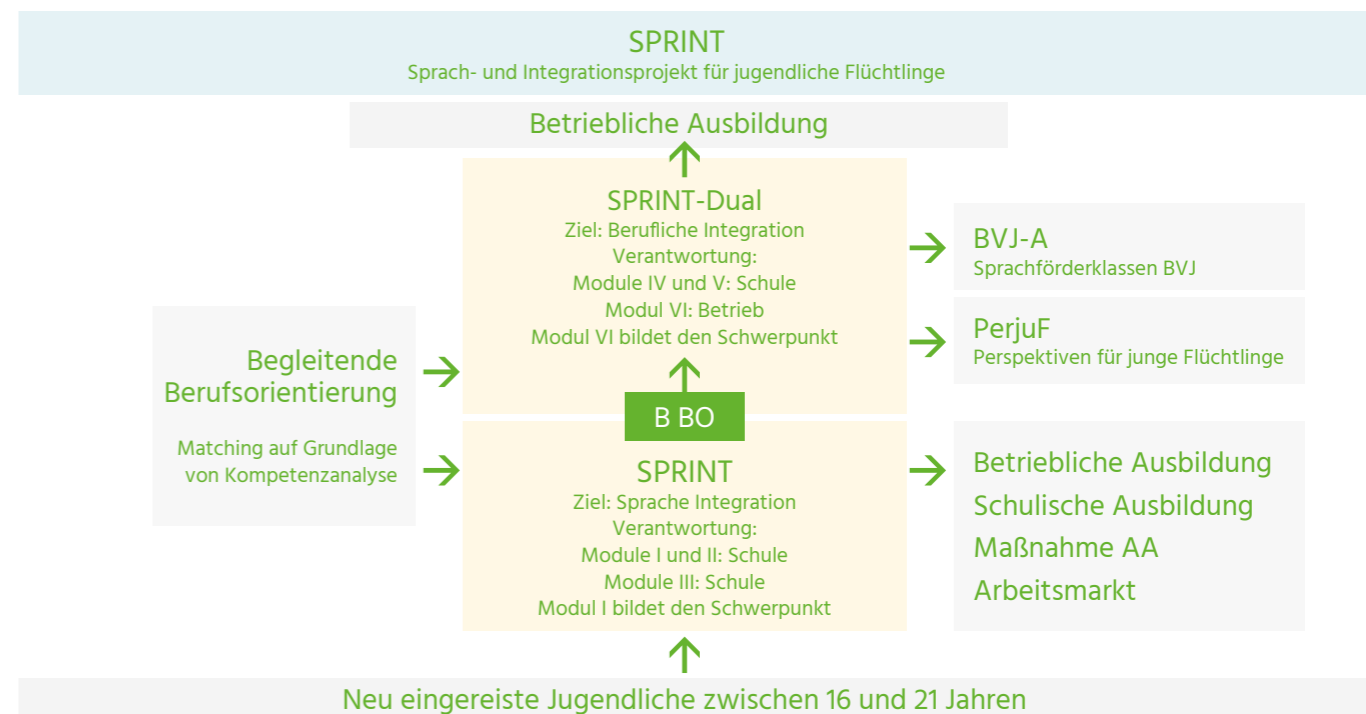 SPRINT
Sprach- und Integrationsprojekt für jugendliche Flüchtlinge
Betriebliche Ausbildung
SPRINT-Dual
Ziel: Berufliche Integration
Verantwortung:
Module IV und V: Schule
Modul VI: Betrieb
Modul VI bildet den Schwerpunkt
BVJ-A
Sprachförderklassen BVJ
PerjuF
Perspektiven für junge Flüchtlinge
Begleitende
Berufsorientierung
Matching auf Grundlage
von Kompetenzanalyse
B BO
SPRINT
Ziel: Sprache Integration
Verantwortung:
Module I und II: Schule
Module III: Schule
Modul I bildet den Schwerpunkt
Betriebliche Ausbildung
Schulische Ausbildung
Maßnahme AA
Arbeitsmarkt
Neu eingereiste Jugendliche zwischen 16 und 21 Jahren